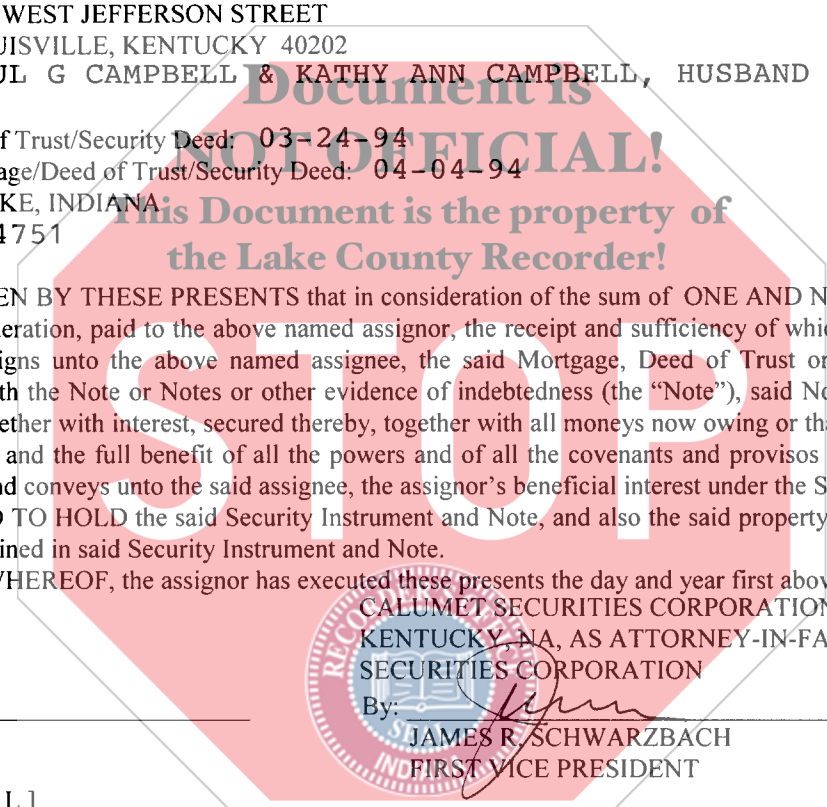 WEST JEFFERSON STREET
UISVILLE, KENTUCKY 40202
UL G CAMPBELL & KATHY ANN CAMPBELL, HUSBAND
Document is
f Trust/Security Deed: 03-24-94
NOT OFFICIAL!
age/Deed of Trust/Security Deed: 04-04-94
KE, INDIANA
This Document is the property of
4751
the Lake County Recorder!
EN BY THESE PRESENTS that in consideration of the sum of ONE AND N
eration, paid to the above named assignor, the receipt and sufficiency of whic
igns unto the above named assignee, the said Mortgage, Deed of Trust or
th the Note or Notes or other evidence of indebtedness (the “Note”), said No
ether with interest, secured thereby, together with all moneys now owing or tha
and the full benefit of all the powers and of all the covenants and provisos
nd conveys unto the said assignee, the assignor’s beneficial interest under the S
O TO HOLD the said Security Instrument and Note, and also the said property
ined in said Security Instrument and Note.
STOP
WHEREOF, the assignor has executed these presents the day and year first abov
CALUMET SECURITIES CORPORATION
KENTUCKY, NA, AS ATTORNEY-IN-FA
SECURITIES CORPORATION
By:
JAMES R. SCHWARZBACH
FIRST VICE PRESIDENT
SEAL
INDIANA
L ]